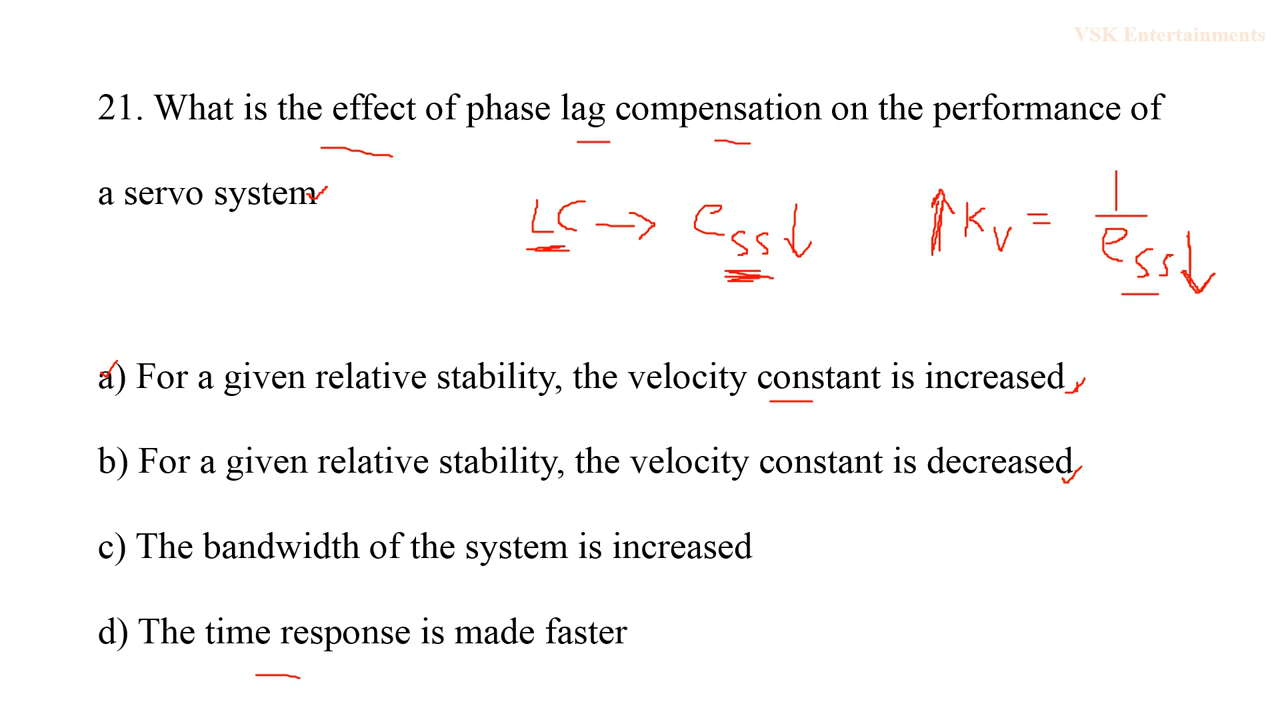 VSK Entertainments
21. What is the effect of phase lag compensation on the performance of
a servo system
LC → ess ↓
↑ Kv = 1/ess ↓
a) For a given relative stability, the velocity constant is increased
b) For a given relative stability, the velocity constant is decreased
c) The bandwidth of the system is increased
d) The time response is made faster